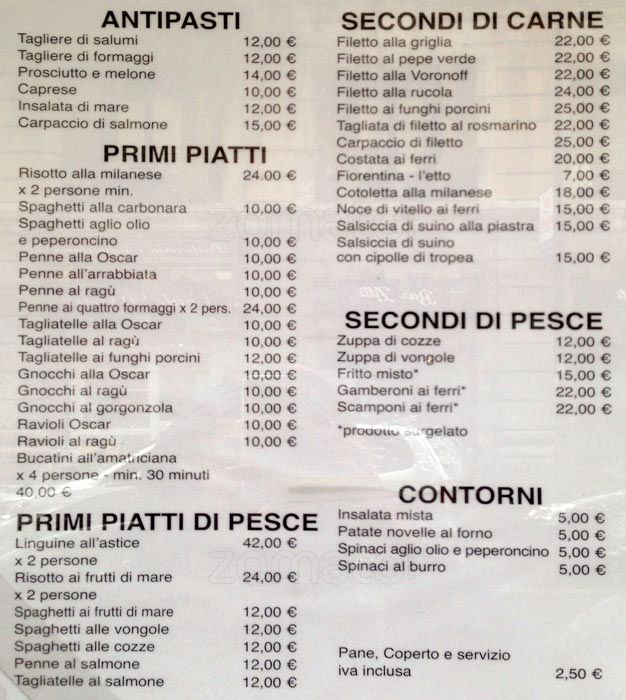 ANTIPASTI
Tagliere di salumi 12,00 €
Tagliere di formaggi 12,00 €
Prosciutto e melone 14,00 €
Caprese 10,00 €
Insalata di mare 12,00 €
Carpaccio di salmone 15,00 €
PRIMI PIATTI
Risotto alla milanese 24.00 €
x 2 persone min.
Spaghetti alla carbonara 10,00 €
Spaghetti aglio olio
e peperoncino 10,00 €
Penne alla Oscar 10,00 €
Penne all'arrabbiata 10,00 €
Penne al ragù 10,00 €
Penne ai quattro formaggi x 2 pers. 24,00 €
Tagliatelle alla Oscar 10,00 €
Tagliatelle al ragù 10,00 €
Tagliatelle ai funghi porcini 12,00 €
Gnocchi alla Oscar 10,00 €
Gnocchi al ragù 10,00 €
Gnocchi al gorgonzola 10,00 €
Ravioli Oscar 10,00 €
Ravioli al ragù 10,00 €
Bucatini all'amatriciana
x 4 persone - min. 30 minuti
40,00 €
PRIMI PIATTI DI PESCE
Linguine all'astice 42,00 €
x 2 persone
Risotto ai frutti di mare 24,00 €
x 2 persone
Spaghetti ai frutti di mare 12,00 €
Spaghetti alle vongole 12,00 €
Spaghetti alle cozze 12,00 €
Penne al salmone 12,00 €
Tagliatelle al salmone 12,00 €
SECONDI DI CARNE
Filetto alla griglia 22,00 €
Filetto al pepe verde 22,00 €
Filetto alla Voronoff 22,00 €
Filetto alla rucola 24,00 €
Filetto ai funghi porcini 25,00 €
Tagliata di filetto al rosmarino 22,00 €
Carpaccio di filetto 25,00 €
Costata ai ferri 20,00 €
Fiorentina - l'etto 7,00 €
Cotoletta alla milanese 18,00 €
Noce di vitello ai ferri 15,00 €
Salsiccia di suino alla piastra 15,00 €
Salsiccia di suino
con cipolle di tropea 15,00 €
SECONDI DI PESCE
Zuppa di cozze 12,00 €
Zuppa di vongole 12,00 €
Fritto misto* 15,00 €
Gamberoni ai ferri* 22,00 €
Scamponi ai ferri* 22,00 €
*prodotto surgelato
CONTORNI
Insalata mista 5,00 €
Patate novelle al forno 5,00 €
Spinaci aglio olio e peperoncino 5,00 €
Spinaci al burro 5,00 €
Pane, Coperto e servizio
iva inclusa 2,50 €